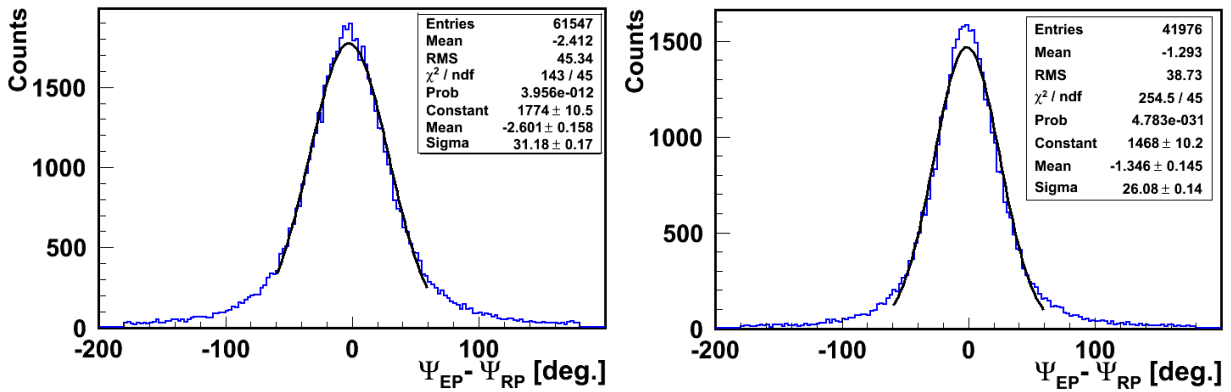 Counts
1500
1000
500
0
-200 -100 0 100
Ψ_EP- Ψ_RP [deg.]
Entries 61547
Mean -2.412
RMS 45.34
χ² / ndf 143 / 45
Prob 3.956e-012
Constant 1774 ± 10.5
Mean -2.601 ± 0.158
Sigma 31.18 ± 0.17
Counts
1500
1000
500
0
-200 -100 0 100
Ψ_EP- Ψ_RP [deg.]
Entries 41976
Mean -1.293
RMS 38.73
χ² / ndf 254.5 / 45
Prob 4.783e-031
Constant 1468 ± 10.2
Mean -1.346 ± 0.145
Sigma 26.08 ± 0.14